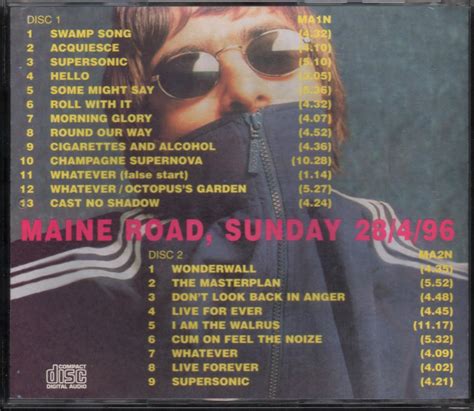 DISC 1 MA1N
1 SWAMP SONG (4.32)
2 ACQUIESCE (4.10)
3 SUPERSONIC (5.10)
4 HELLO (3.05)
5 SOME MIGHT SAY (5.36)
6 ROLL WITH IT (4.32)
7 MORNING GLORY (4.07)
8 ROUND OUR WAY (4.52)
9 CIGARETTES AND ALCOHOL (4.36)
10 CHAMPAGNE SUPERNOVA (10.28)
11 WHATEVER (false start) (1.14)
12 WHATEVER / OCTOPUS'S GARDEN (5.27)
13 CAST NO SHADOW (4.24)
MAINE ROAD, SUNDAY 28/4/96
DISC 2 MA2N
1 WONDERWALL (4.35)
2 THE MASTERPLAN (5.52)
3 DON'T LOOK BACK IN ANGER (4.48)
4 LIVE FOR EVER (4.45)
5 I AM THE WALRUS (11.17)
6 CUM ON FEEL THE NOIZE (5.32)
7 WHATEVER (4.09)
8 LIVE FOREVER (4.02)
9 SUPERSONIC (4.21)
COMPACT
disc
DIGITAL AUDIO